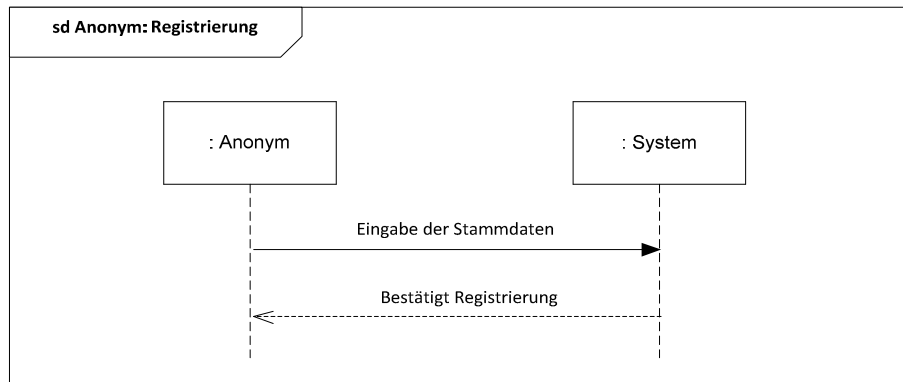 sd Anonym: Registrierung
: Anonym
: System
Eingabe der Stammdaten
Bestätigt Registrierung